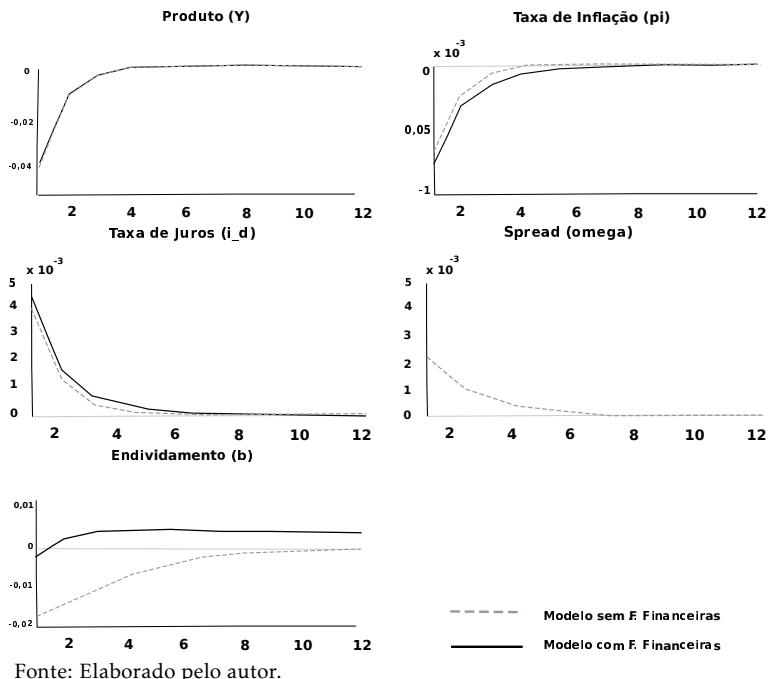 Produto (Y)
0
-0,02
-0,04
2 4 6 8 10 12
Taxa de Inflação (pi)
x 10⁻³
0
0,05
-1
2 4 6 8 10 12
Taxa de Juros (i_d)
x 10⁻³
5
4
3
2
1
0
2 4 6 8 10 12
Spread (omega)
x 10⁻³
5
4
3
2
1
0
2 4 6 8 10 12
Endividamento (b)
0,01
0
-0,01
-0,02
2 4 6 8 10 12
Modelo sem F. Financeiras
Modelo com F. Financeiras
Fonte: Elaborado pelo autor.